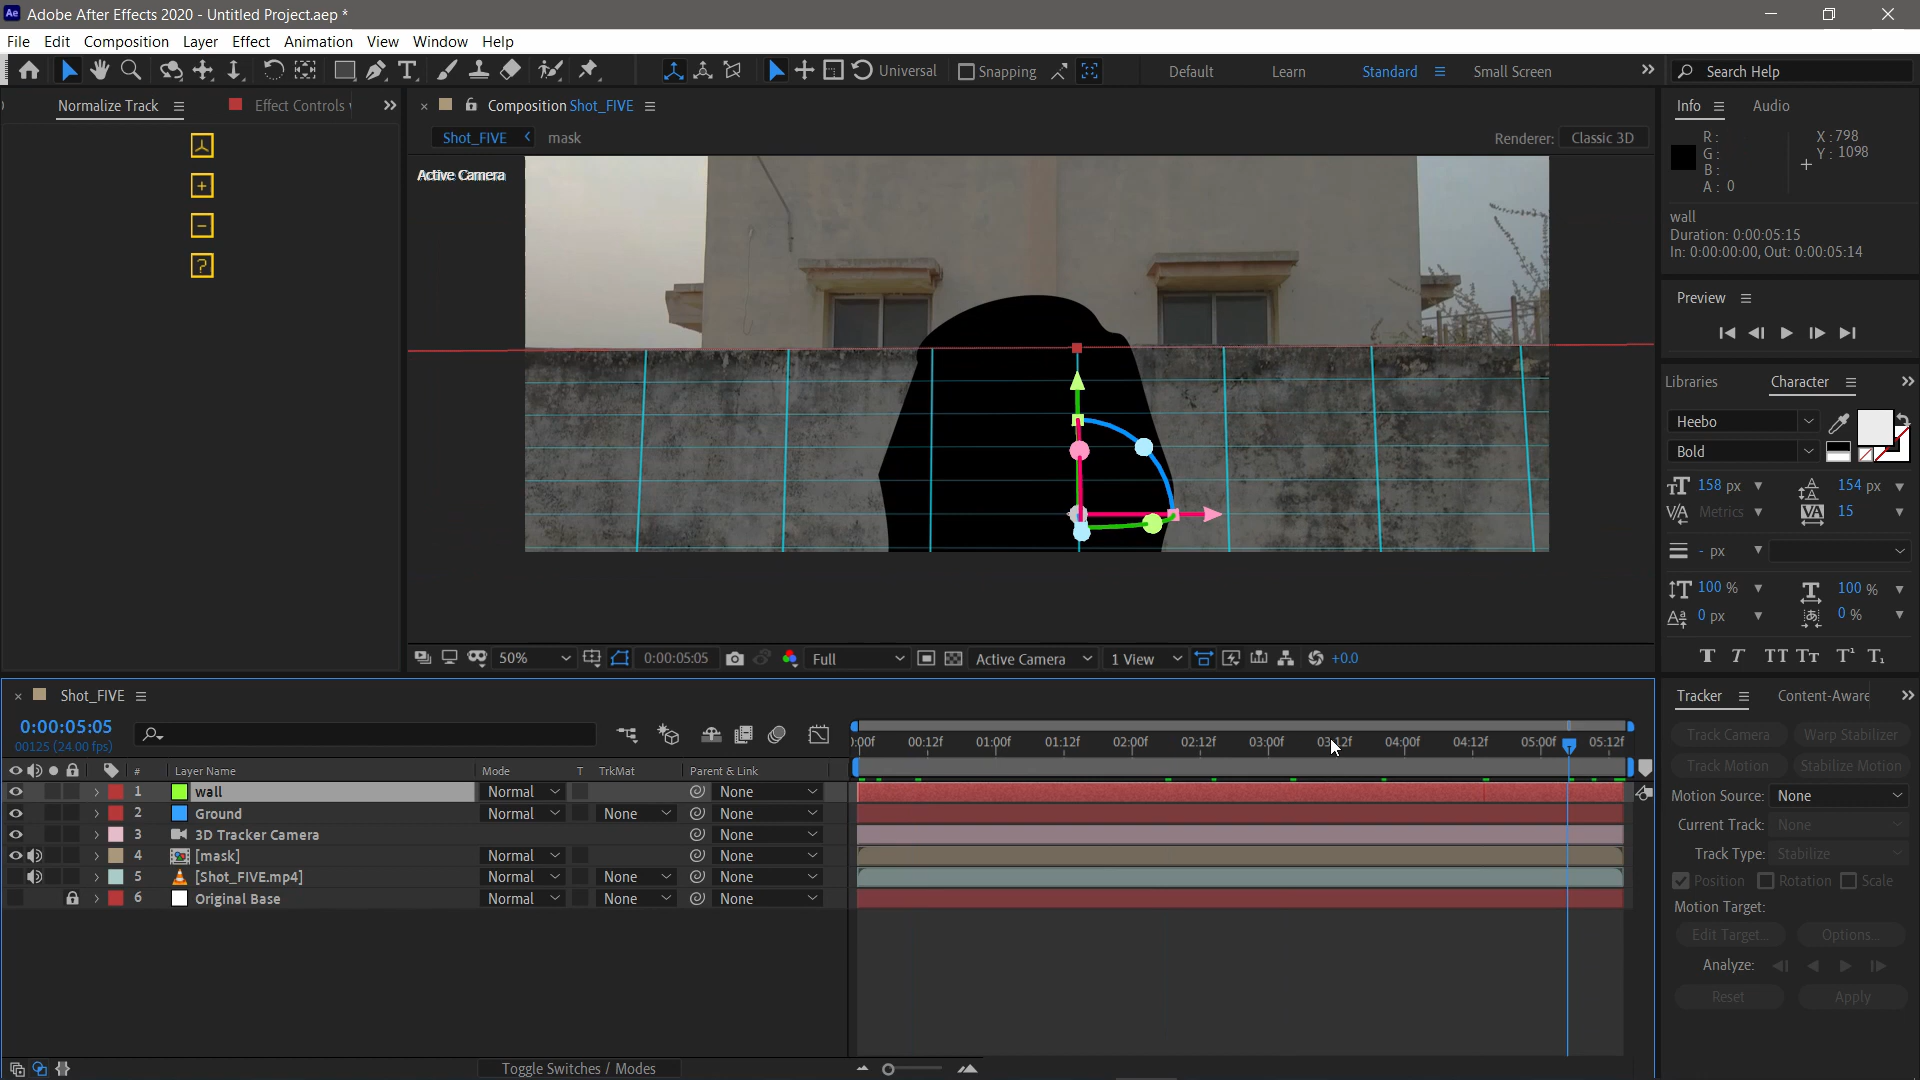 Adobe After Effects 2020 - Untitled Project.aep *
File Edit Composition Layer Effect Animation View Window Help
Universal Snapping Default Learn Standard Small Screen Search Help
Normalize Track Effect Controls
Composition Shot_FIVE
Shot_FIVE mask
Renderer: Classic 3D
Active Camera
Info Audio
R :
G :
B :
A : 0
X : 798
Y : 1098
wall
Duration: 0:00:05:15
In: 0:00:00:00, Out: 0:00:05:14
Preview
Libraries Character
Heebo
Bold
158 px 154 px
Metrics 15
- px
100 % 100 %
0 px 0 %
50% 0:00:05:05 Full Active Camera 1 View +0.0
Shot_FIVE
0:00:05:05
00125 (24.00 fps)
:00f 00:12f 01:00f 01:12f 02:00f 02:12f 03:00f 03:12f 04:00f 04:12f 05:00f 05:12f
# Layer Name Mode T TrkMat Parent & Link
1 wall Normal None
2 Ground Normal None None
3 3D Tracker Camera None
4 [mask] Normal None None
5 [Shot_FIVE.mp4] Normal None None
6 Original Base Normal None None
Toggle Switches / Modes
Tracker Content-Aware
Track Camera Warp Stabilizer
Track Motion Stabilize Motion
Motion Source: None
Current Track: None
Track Type: Stabilize
Position Rotation Scale
Motion Target:
Edit Target... Options...
Analyze:
Reset Apply